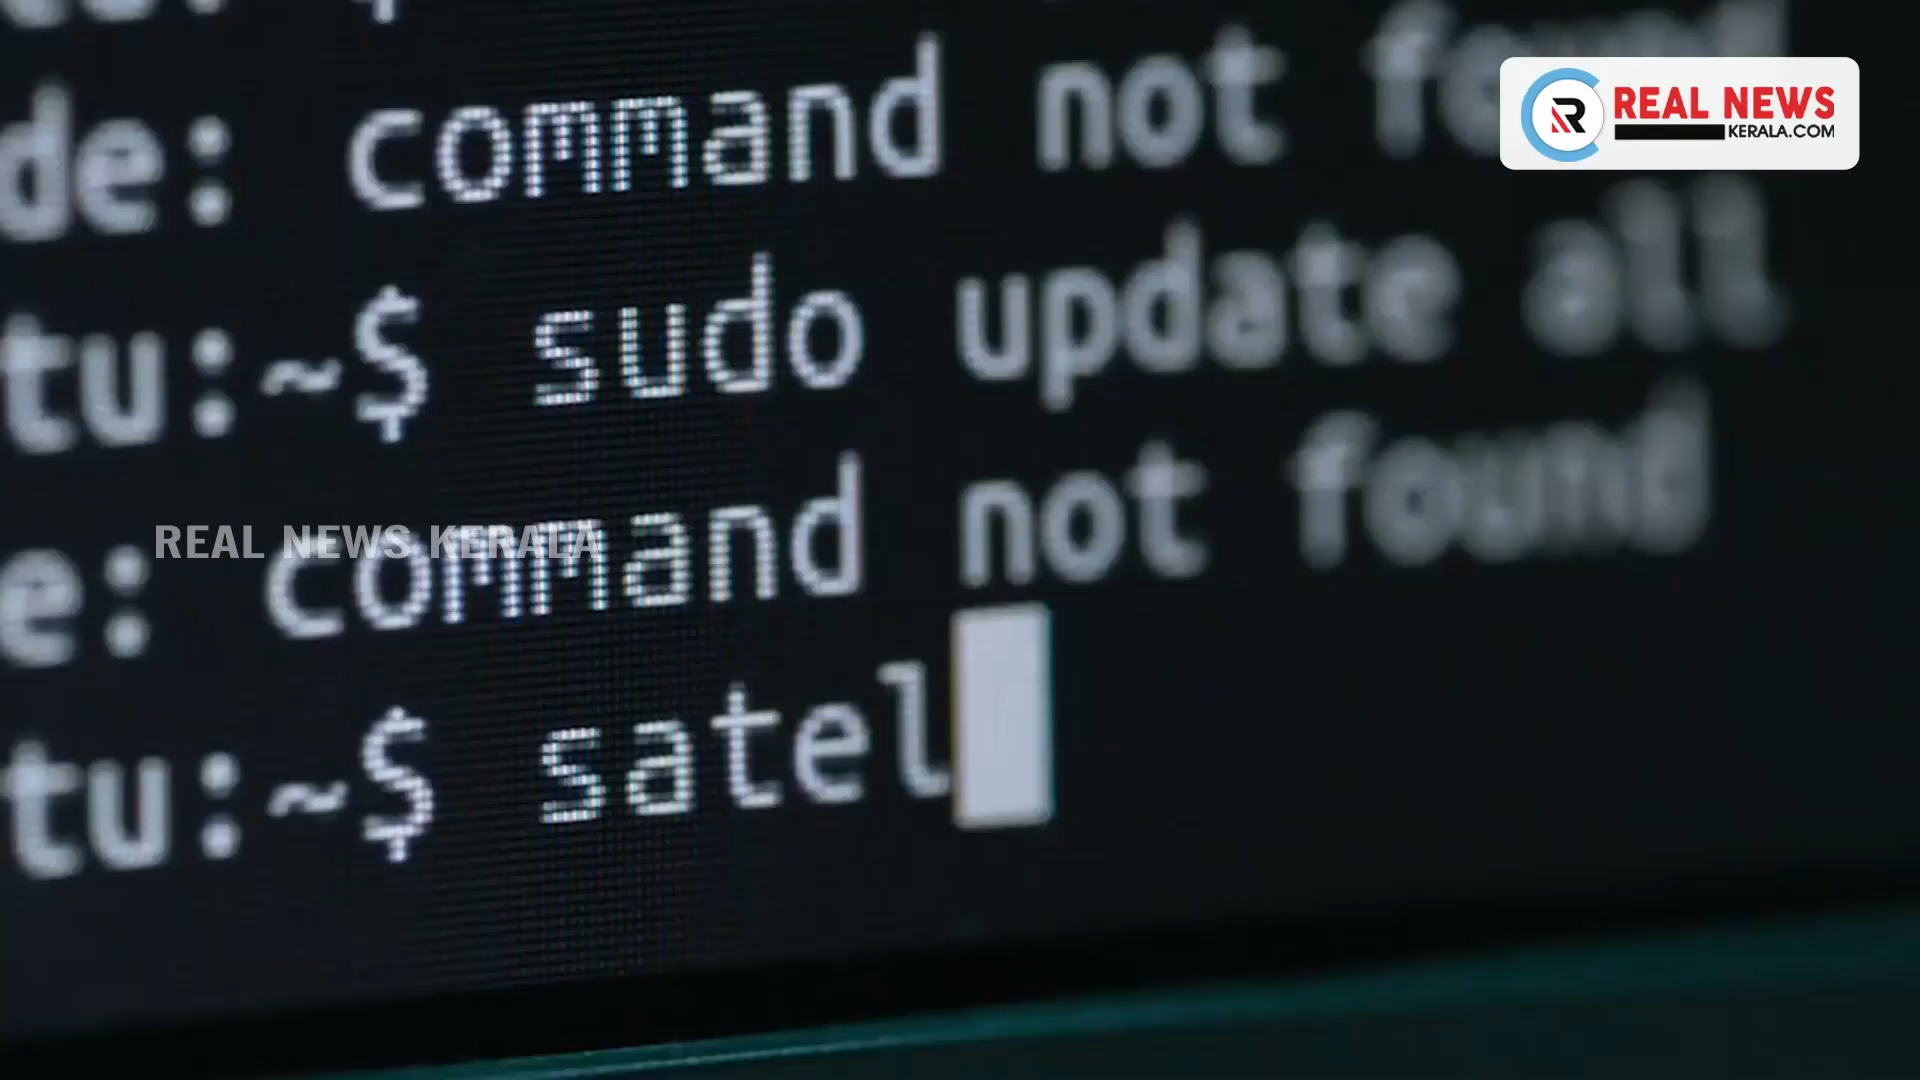 de: command not found
REAL NEWS
KERALA.COM
tu:~$ sudo update all
e: command not found
REAL NEWS KERALA
tu:~$ satel